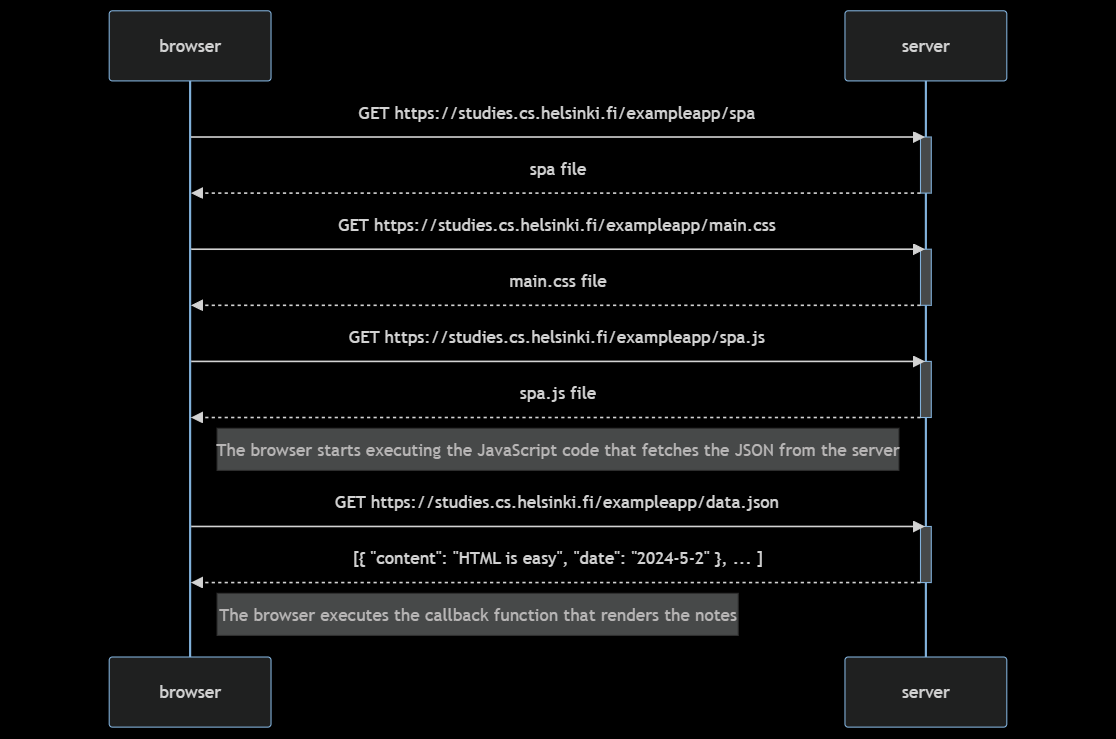 browser
server
GET https://studies.cs.helsinki.fi/exampleapp/spa
spa file
GET https://studies.cs.helsinki.fi/exampleapp/main.css
main.css file
GET https://studies.cs.helsinki.fi/exampleapp/spa.js
spa.js file
The browser starts executing the JavaScript code that fetches the JSON from the server
GET https://studies.cs.helsinki.fi/exampleapp/data.json
[{ "content": "HTML is easy", "date": "2024-5-2" }, ... ]
The browser executes the callback function that renders the notes
browser
server